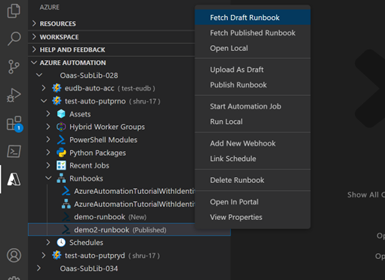 AZURE
RESOURCES
WORKSPACE
HELP AND FEEDBACK
AZURE AUTOMATION
Oaas-SubLib-028
eudb-auto-acc (test-eudb)
test-auto-putprno (shru-17)
Assets
Hybrid Worker Groups
PowerShell Modules
Python Packages
Recent Jobs
Runbooks
AzureAutomationTutorialWithIdentit
AzureAutomationTutorialWithIdentit
demo-runbook (New)
demo2-runbook (Published)
Schedules
test-auto-putpryd (shru-17)
Oaas-SubLib-034
1
Fetch Draft Runbook
Fetch Published Runbook
Open Local
Upload As Draft
Publish Runbook
Start Automation Job
Run Local
Add New Webhook
Link Schedule
Delete Runbook
Open In Portal
View Properties
Show All C
Op
Ope